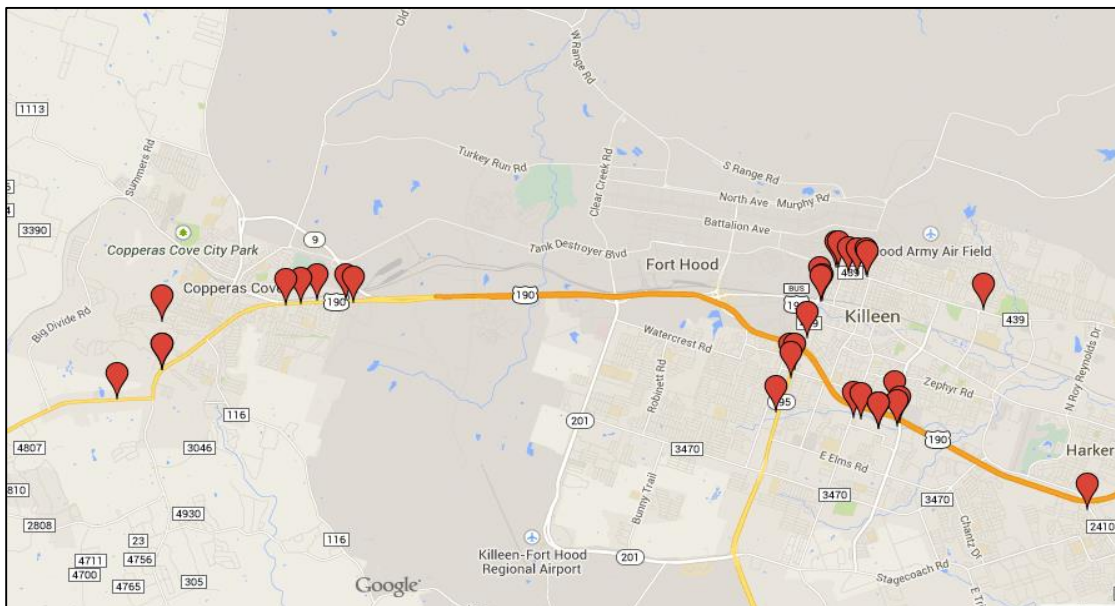 Old
W Range Rd
1113
Summers Rd
Turkey Run Rd
S Range Rd
North Ave
Murphy Rd
Clear Creek Rd
3390
Battalion Ave
9
Copperas Cove City Park
Tank Destroyer Blvd
ood Army Air Field
Fort Hood
439
Copperas Cove
190
190
BUS
Killeen
439
Big Divide Rd
Watercrest Rd
Zephyr Rd
N Roy Reynolds Dr
Robinett Rd
116
201
190
4807
3046
3470
E Elms Rd
Harker
Bunny Trail
3470
3470
2410
2808
4930
23
116
4711
4756
4700
4765
305
Killeen-Fort Hood
Regional Airport
201
Chantz Dr
Stagecoach Rd
Google